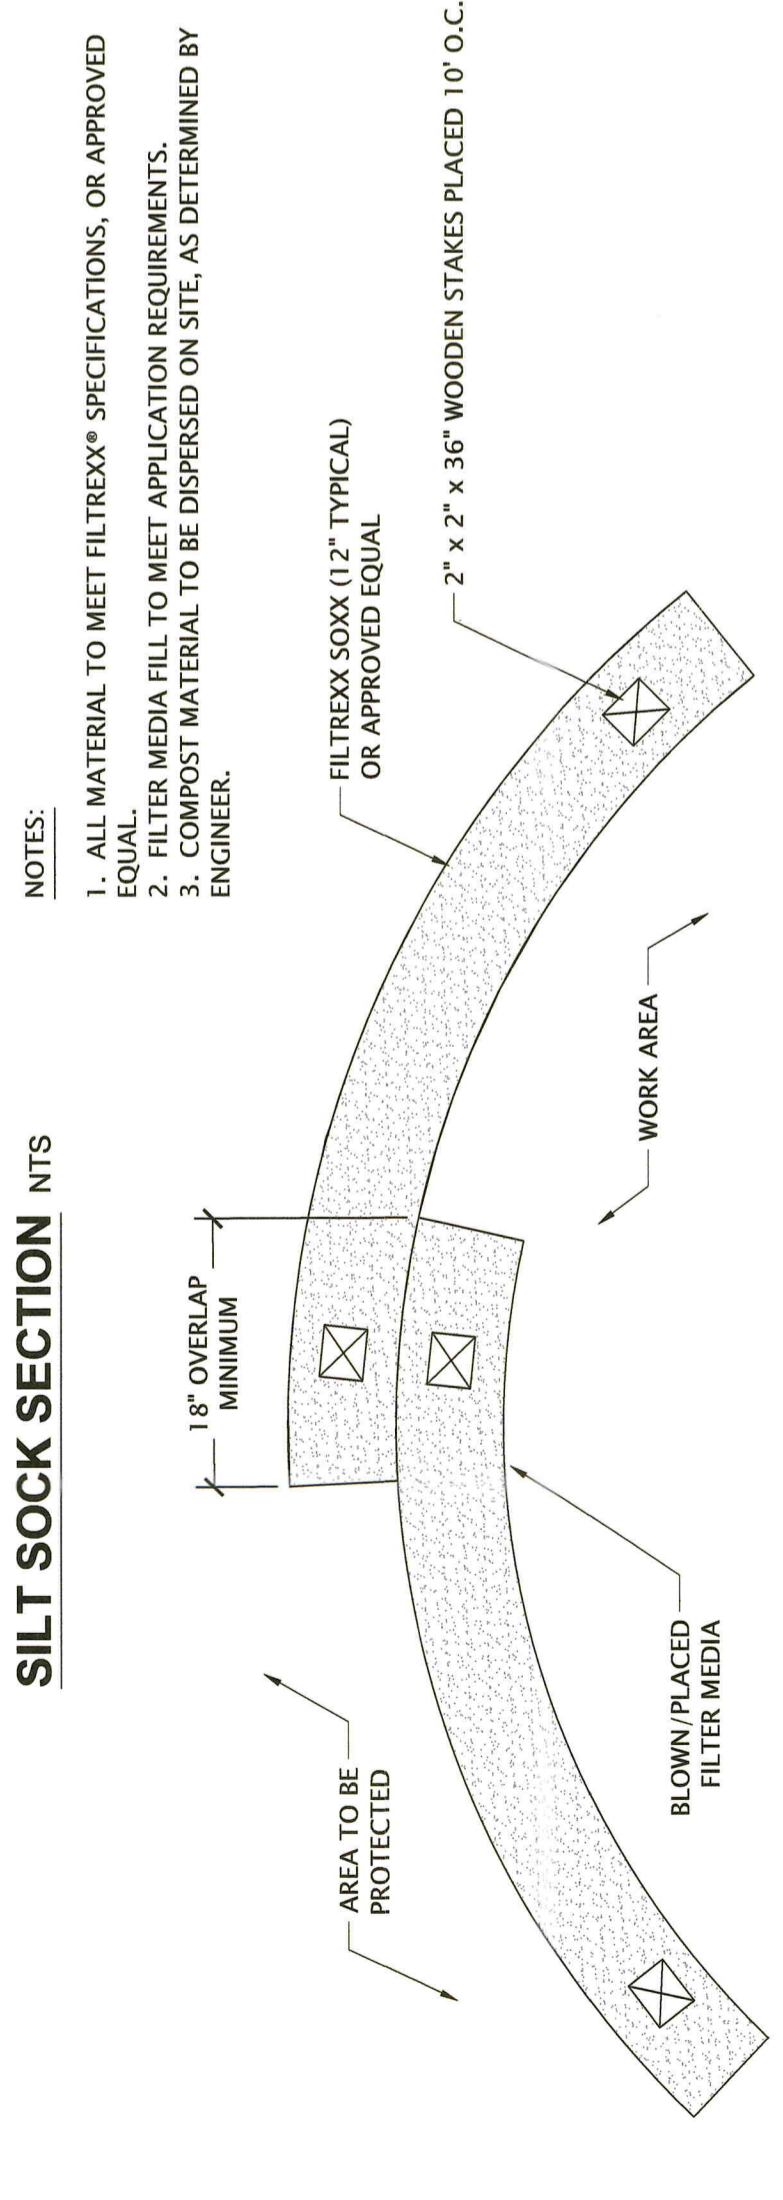 SILT SOCK SECTION NTS
NOTES:
1. ALL MATERIAL TO MEET FILTREXX® SPECIFICATIONS, OR APPROVED
EQUAL.
2. FILTER MEDIA FILL TO MEET APPLICATION REQUIREMENTS.
3. COMPOST MATERIAL TO BE DISPERSED ON SITE, AS DETERMINED BY
ENGINEER.
18" OVERLAP
MINIMUM
FILTREXX SOXX (12" TYPICAL)
OR APPROVED EQUAL
2" x 2" x 36" WOODEN STAKES PLACED 10' O.C.
AREA TO BE
PROTECTED
WORK AREA
BLOWN/PLACED
FILTER MEDIA